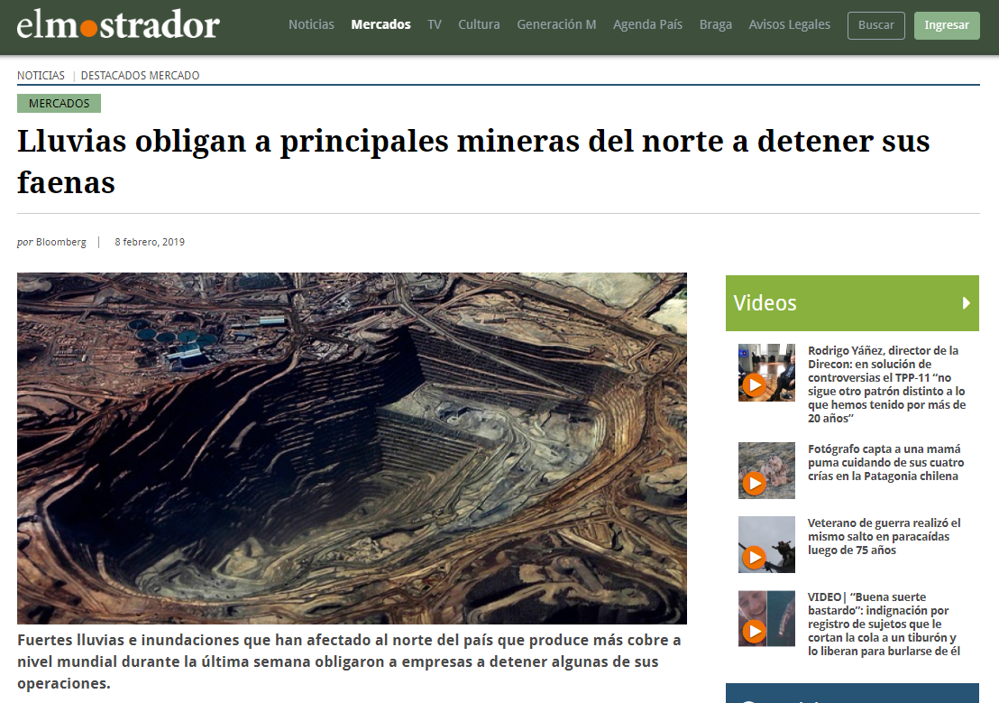 elmostrador
Noticias Mercados TV Cultura Generación M Agenda País Braga Avisos Legales Buscar Ingresar
NOTICIAS | DESTACADOS MERCADO
MERCADOS
Lluvias obligan a principales mineras del norte a detener sus
faenas
por Bloomberg | 8 febrero, 2019
Fuertes lluvias e inundaciones que han afectado al norte del país que produce más cobre a
nivel mundial durante la última semana obligaron a empresas a detener algunas de sus
operaciones.
Videos
Rodrigo Yáñez, director de la
Direcon: en solución de
controversias el TPP-11 “no
sigue otro patrón distinto a lo
que hemos tenido por más de
20 años”
Fotógrafo capta a una mamá
puma cuidando de sus cuatro
crías en la Patagonia chilena
Veterano de guerra realizó el
mismo salto en paracaídas
luego de 75 años
VIDEO| “Buena suerte
bastardo”: indignación por
registro de sujetos que le
cortan la cola a un tiburón y
lo liberan para burlarse de él